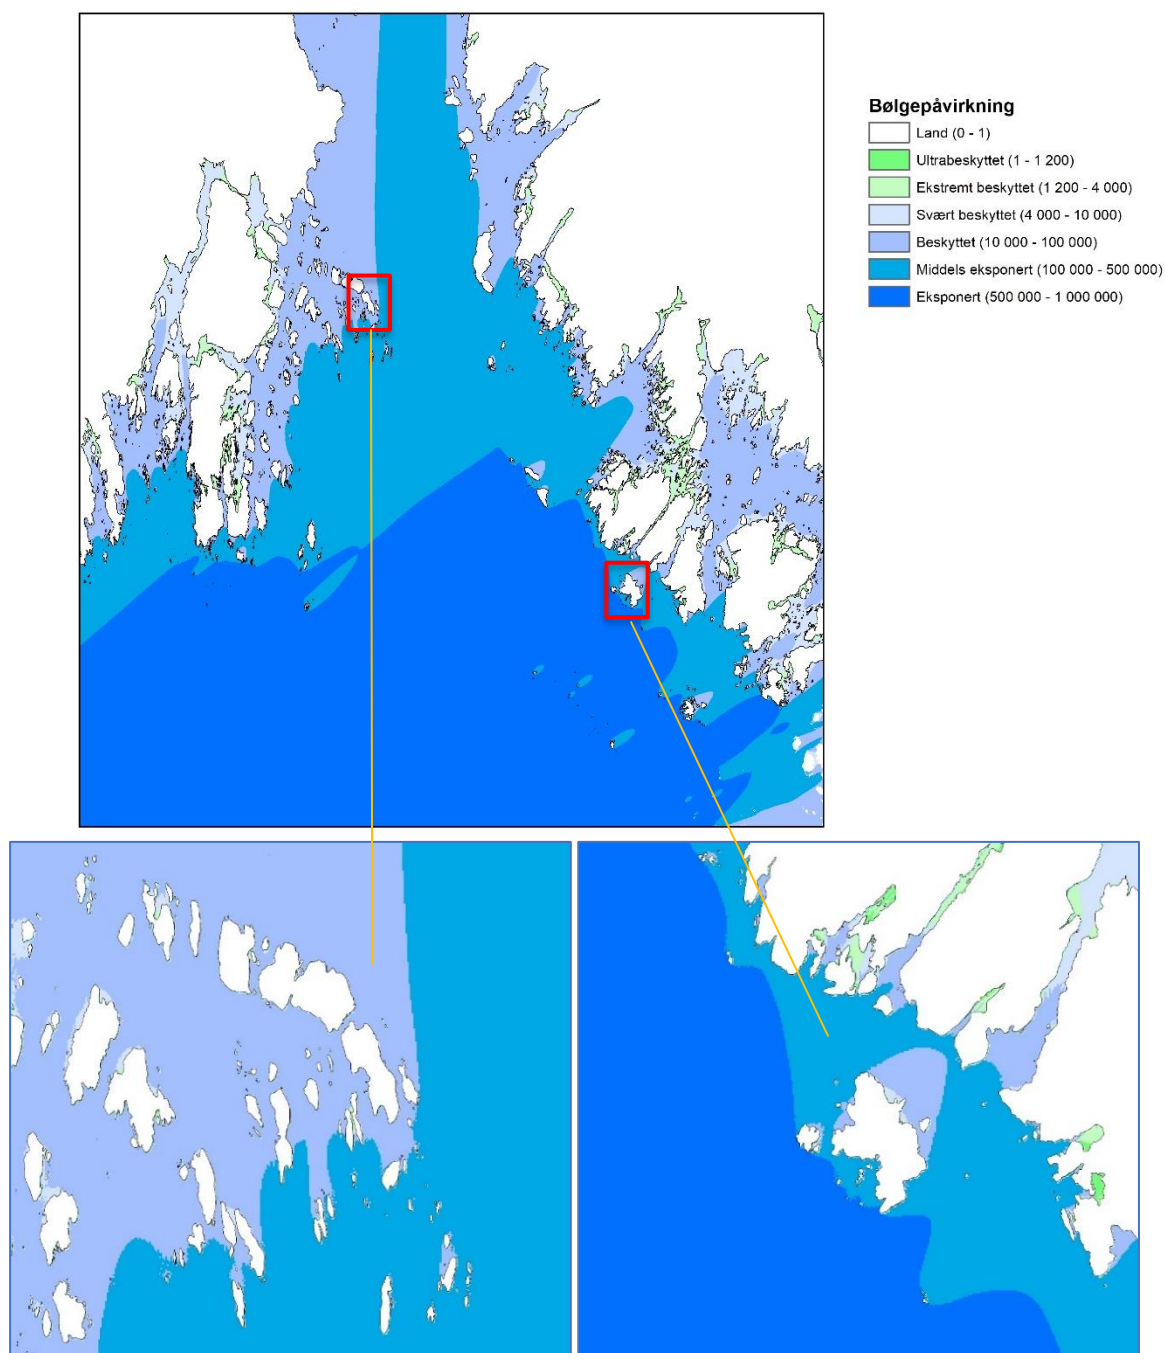 Bølgepåvirkning
Land (0 - 1)
Ultrabeskyttet (1 - 1 200)
Ekstremt beskyttet (1 200 - 4 000)
Svært beskyttet (4 000 - 10 000)
Beskyttet (10 000 - 100 000)
Middels eksponert (100 000 - 500 000)
Eksponert (500 000 - 1 000 000)